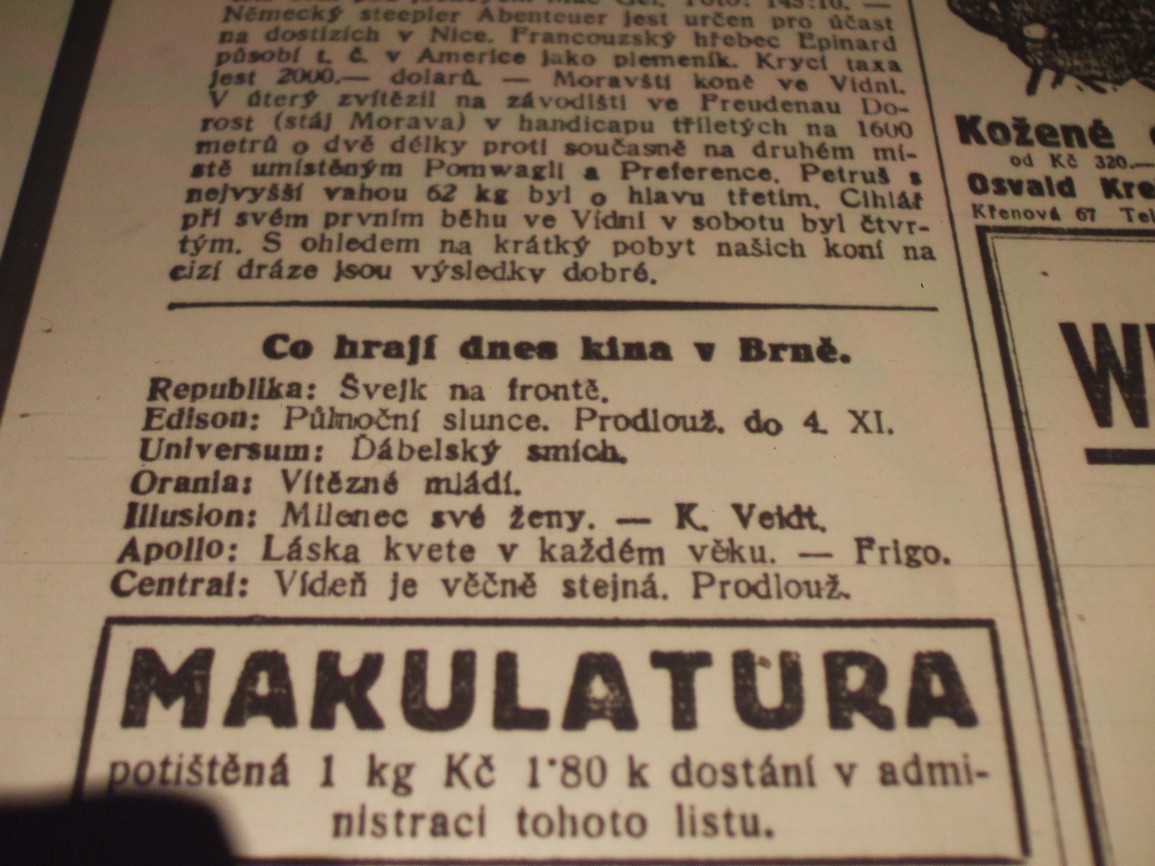 Německý steepler Abenteuer jest určen pro účast
na dostizích v Nice. Francouzský hřebec Epinard
působí t. č. v Americe jako plemeník. Krycí taxa
jest 2000.— dolarů. — Moravští koně ve Vídni.
V úterý zvítězil na závodišti ve Freudenau Do-
rost (stáj Morava) v handicapu tříletých na 1600
metrů o dvě délky proti současně na druhém mí-
stě umístěným Pomwagli a Preference. Petruš s
nejvyšší vahou 62 kg byl o hlavu třetím. Cihlář
při svém prvním běhu ve Vídni v sobotu byl čtvr-
tým. S ohledem na krátký pobyt našich koní na
cizí dráze jsou výsledky dobré.
Co hrají dnes kina v Brně.
Republika: Švejk na frontě.
Edison: Půlnoční slunce. Prodlouž. do 4. XI.
Universum: Ďábelský smích.
Orania: Vítězné mládí.
Illusion: Milenec své ženy. — K. Veidt.
Apollo: Láska kvete v každém věku. — Frigo.
Central: Vídeň je věčně stejná. Prodlouž.
MAKULATURA
potištěná 1 kg Kč 1·80 k dostání v admi-
nistraci tohoto listu.
Kožené
od Kč 320.—
Osvald Kre
Křenová 67 Tel
W